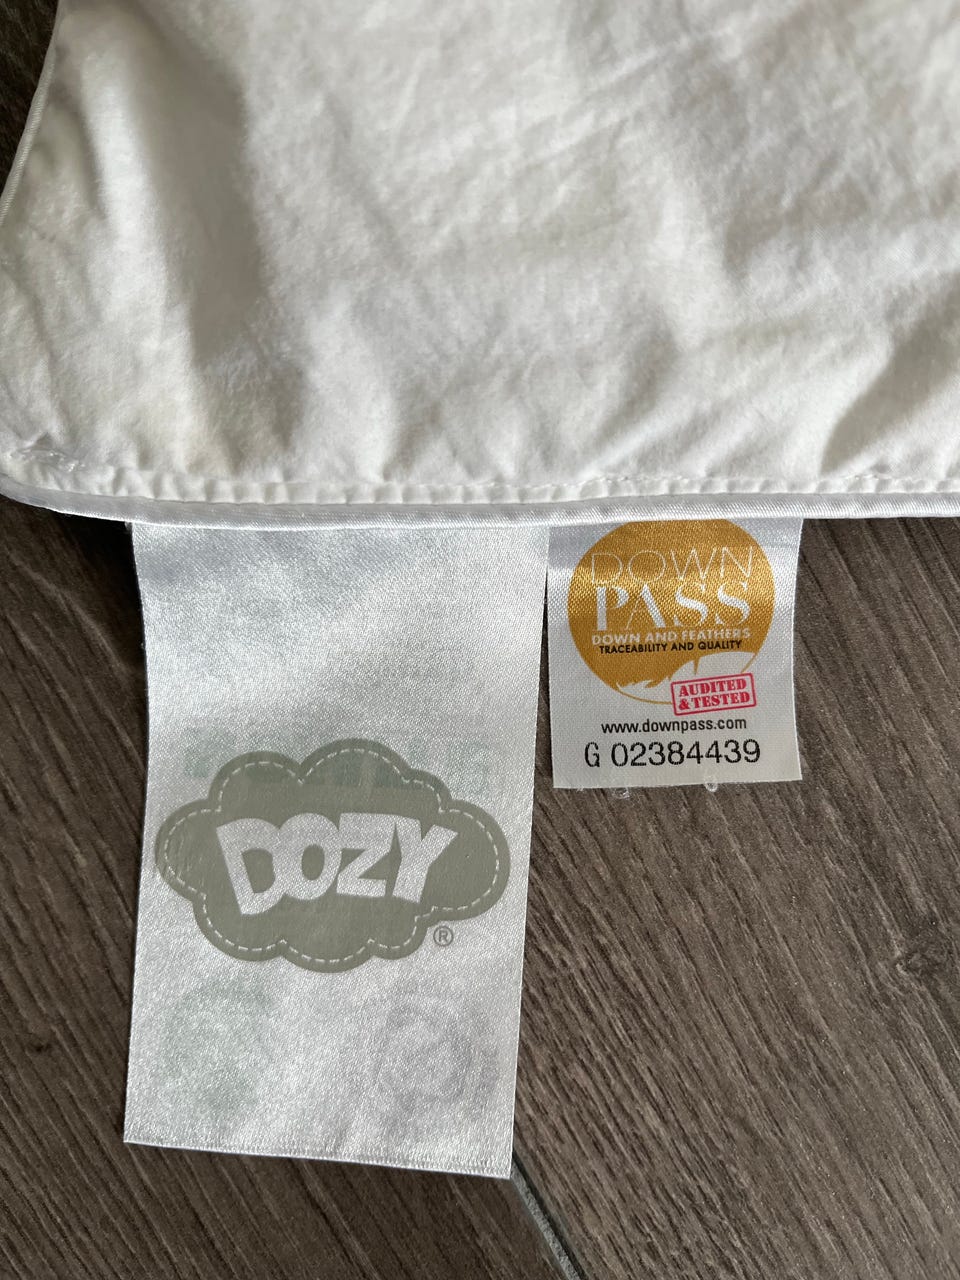 DOWN
PASS
DOWN AND FEATHERS
TRACEABILITY AND QUALITY
AUDITED
& TESTED
www.downpass.com
G 02384439
DOZY
®